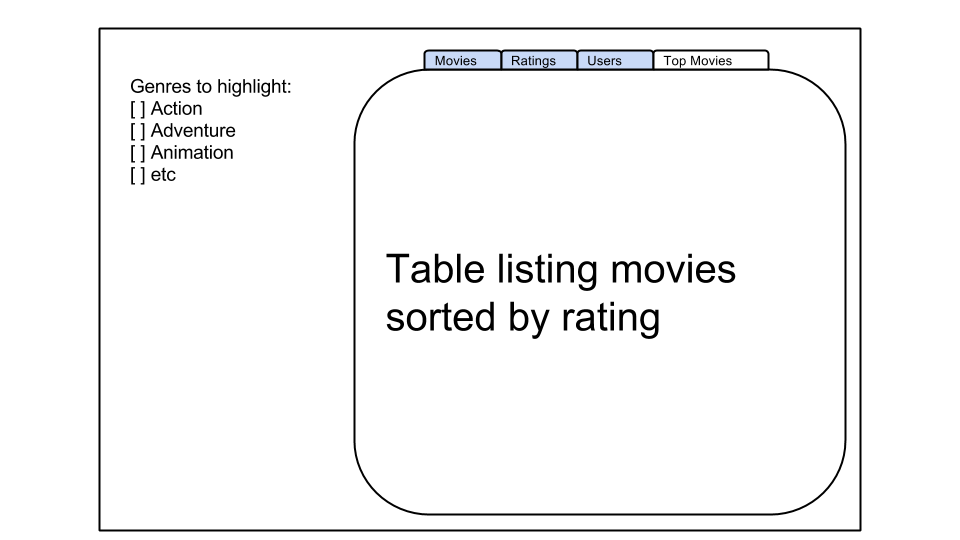 Movies Ratings Users Top Movies
Genres to highlight:
[ ] Action
[ ] Adventure
[ ] Animation
[ ] etc
Table listing movies
sorted by rating